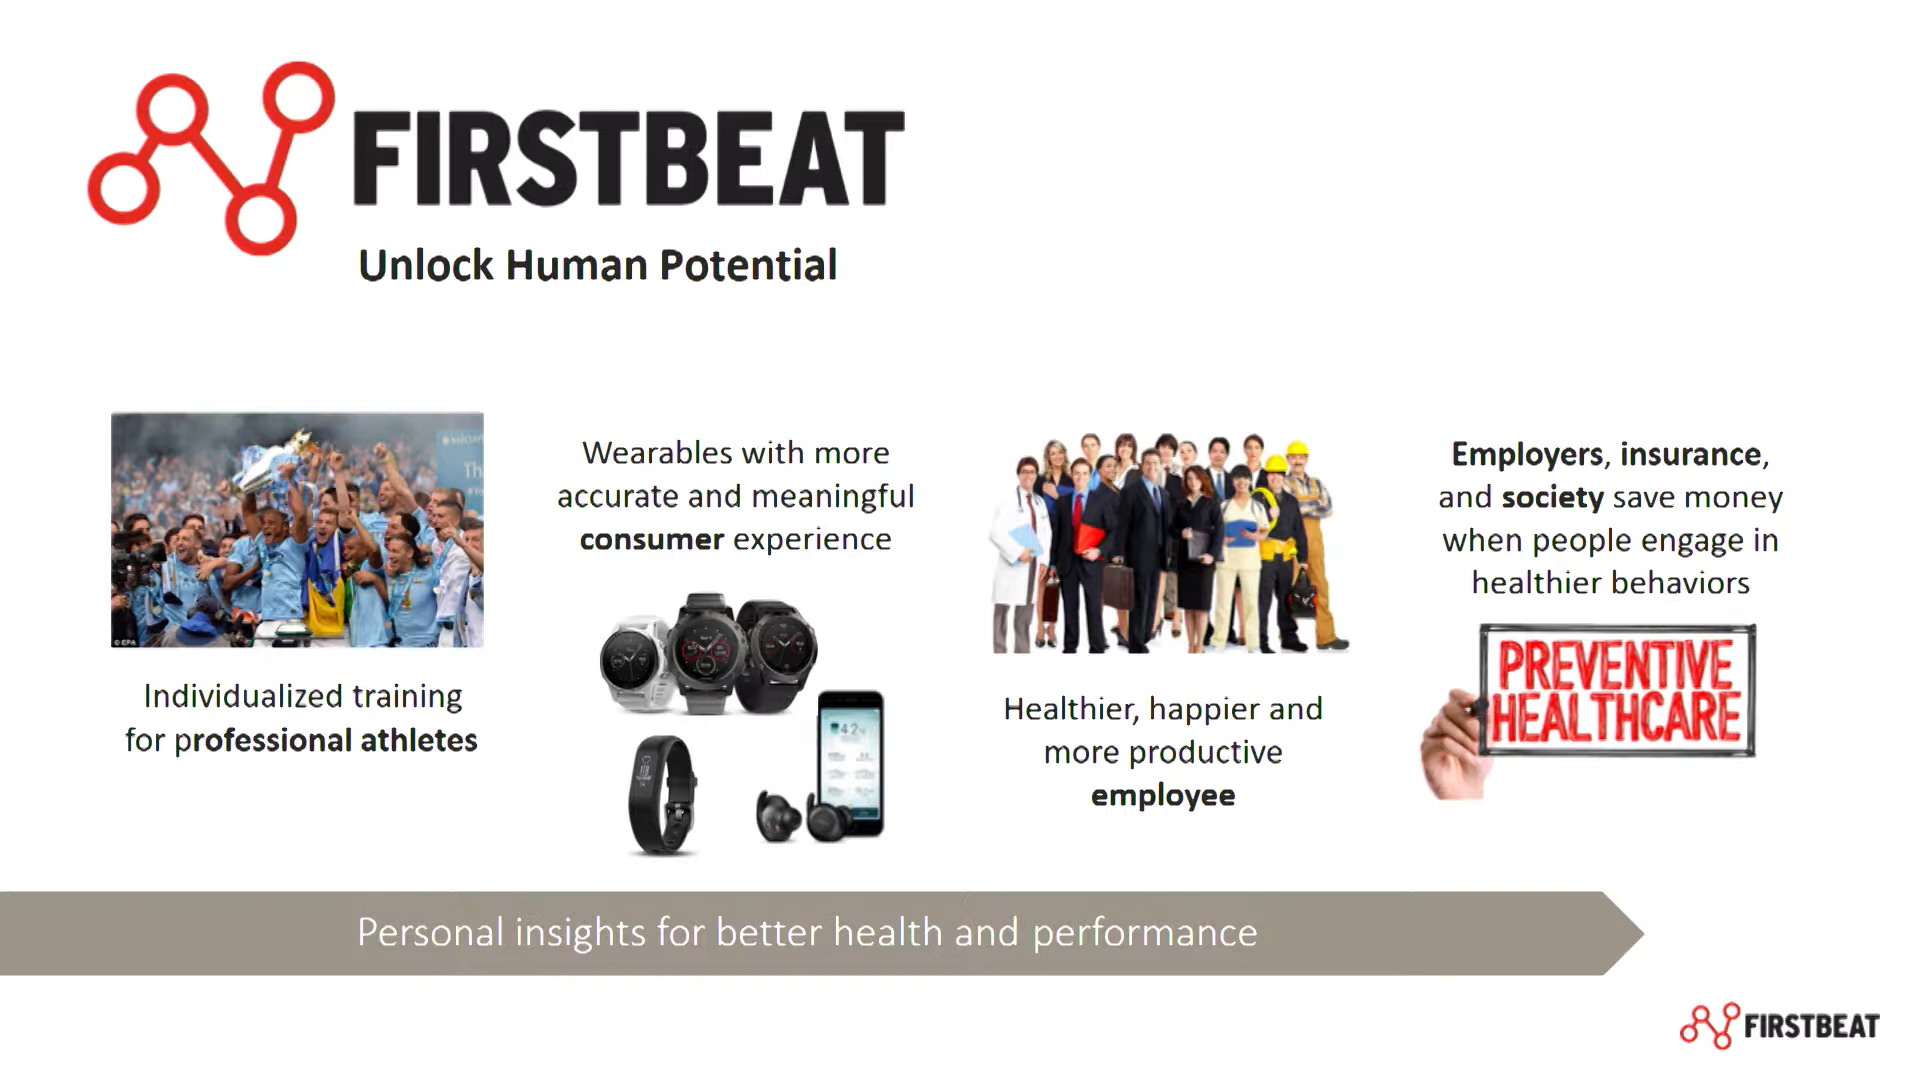 FIRSTBEAT
Unlock Human Potential
© EPA
Individualized training
for professional athletes
Wearables with more
accurate and meaningful
consumer experience
42
Healthier, happier and
more productive
employee
Employers, insurance,
and society save money
when people engage in
healthier behaviors
PREVENTIVE
HEALTHCARE
Personal insights for better health and performance
FIRSTBEAT